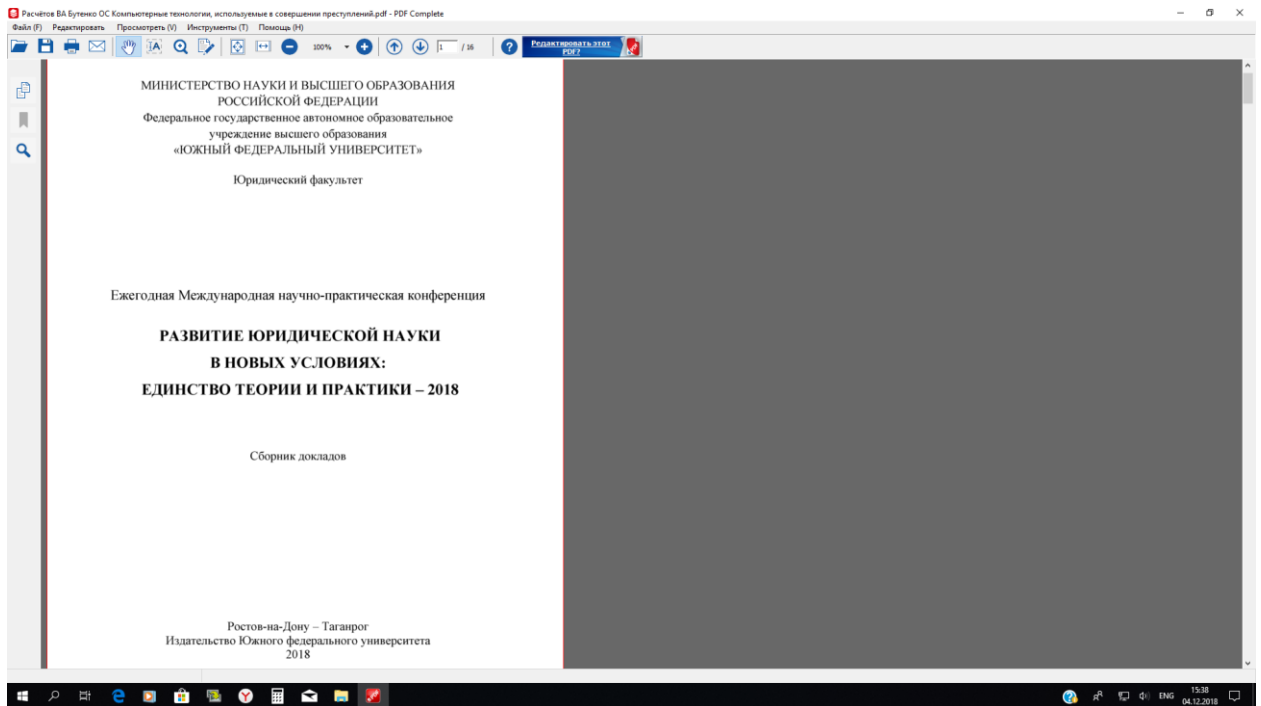 Расчётов ВА Бутенко ОС Компьютерные технологии, используемые в совершении преступлений.pdf - PDF Complete
Файл (F) Редактировать Просмотреть (V) Инструменты (T) Помощь (H)
100% 1 / 16 Редактировать этот
PDF?
МИНИСТЕРСТВО НАУКИ И ВЫСШЕГО ОБРАЗОВАНИЯ
РОССИЙСКОЙ ФЕДЕРАЦИИ
Федеральное государственное автономное образовательное
учреждение высшего образования
«ЮЖНЫЙ ФЕДЕРАЛЬНЫЙ УНИВЕРСИТЕТ»
Юридический факультет
Ежегодная Международная научно-практическая конференция
РАЗВИТИЕ ЮРИДИЧЕСКОЙ НАУКИ
В НОВЫХ УСЛОВИЯХ:
ЕДИНСТВО ТЕОРИИ И ПРАКТИКИ – 2018
Сборник докладов
Ростов-на-Дону – Таганрог
Издательство Южного федерального университета
2018
ENG 15:38
04.12.2018